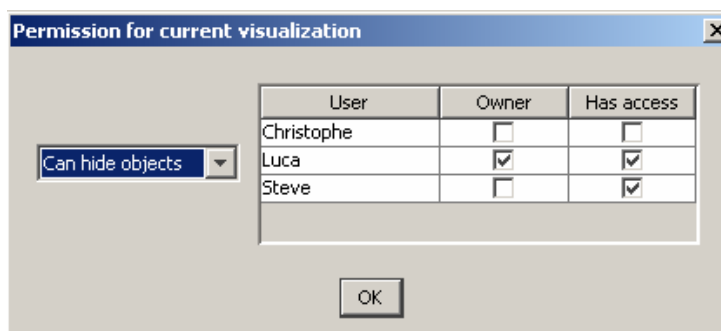 Permission for current visualization
Can hide objects
User Owner Has access
Christophe
Luca
Steve
OK